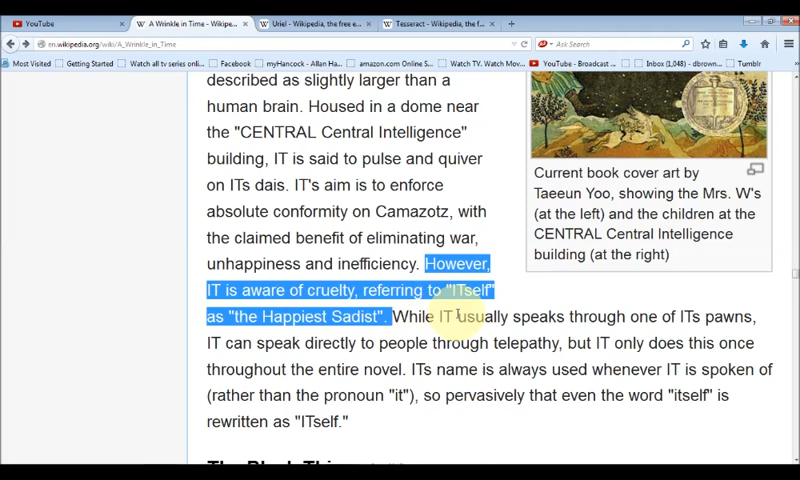 YouTube
A Wrinkle in Time - Wikipe...
Uriel - Wikipedia, the free e...
Tesseract - Wikipedia, the f...
en.wikipedia.org/wiki/A_Wrinkle_in_Time
Ask Search
Most Visited
Getting Started
Watch all tv series onli...
Facebook
myHancock - Allan Ha...
amazon.com Watch TV. Watch Mov...
YouTube - Broadcast ...
Inbox (1,048) - dbrown...
Tumblr
described as slightly larger than a
human brain. Housed in a dome near
the "CENTRAL Central Intelligence"
building, IT is said to pulse and quiver
on ITs dais. IT's aim is to enforce
absolute conformity on Camazotz, with
the claimed benefit of eliminating war,
unhappiness and inefficiency. However,
IT is aware of cruelty, referring to "ITself"
as "the Happiest Sadist". While IT usually speaks through one of ITs pawns,
IT can speak directly to people through telepathy, but IT only does this once
throughout the entire novel. ITs name is always used whenever IT is spoken of
(rather than the pronoun "it"), so pervasively that even the word "itself" is
rewritten as "ITself."
Current book cover art by
Taeeun Yoo, showing the Mrs. W's
(at the left) and the children at the
CENTRAL Central Intelligence
building (at the right)